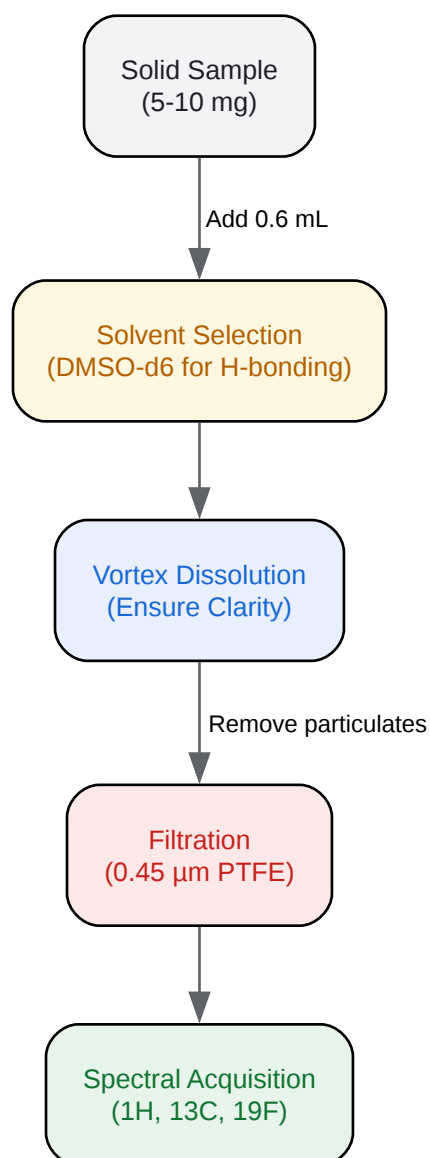 Solid Sample
(5-10 mg)
Add 0.6 mL
Solvent Selection
(DMSO-d6 for H-bonding)
Vortex Dissolution
(Ensure Clarity)
Remove particulates
Filtration
(0.45 µm PTFE)
Spectral Acquisition
(1H, 13C, 19F)